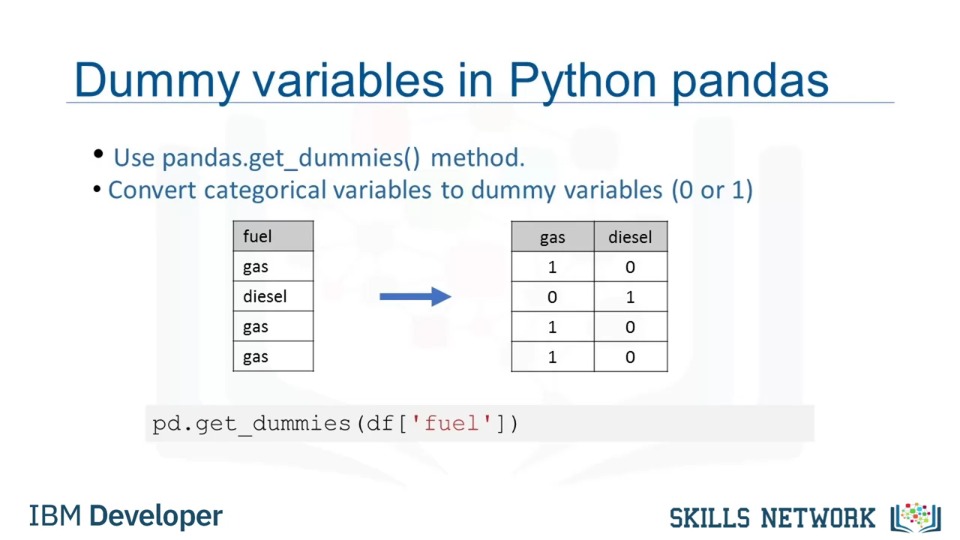 Dummy variables in Python pandas
• Use pandas.get_dummies() method.
• Convert categorical variables to dummy variables (0 or 1)
fuel
gas
diesel
gas
gas
gas diesel
1 0
0 1
1 0
1 0
pd.get_dummies(df['fuel'])
IBM Developer
SKILLS NETWORK